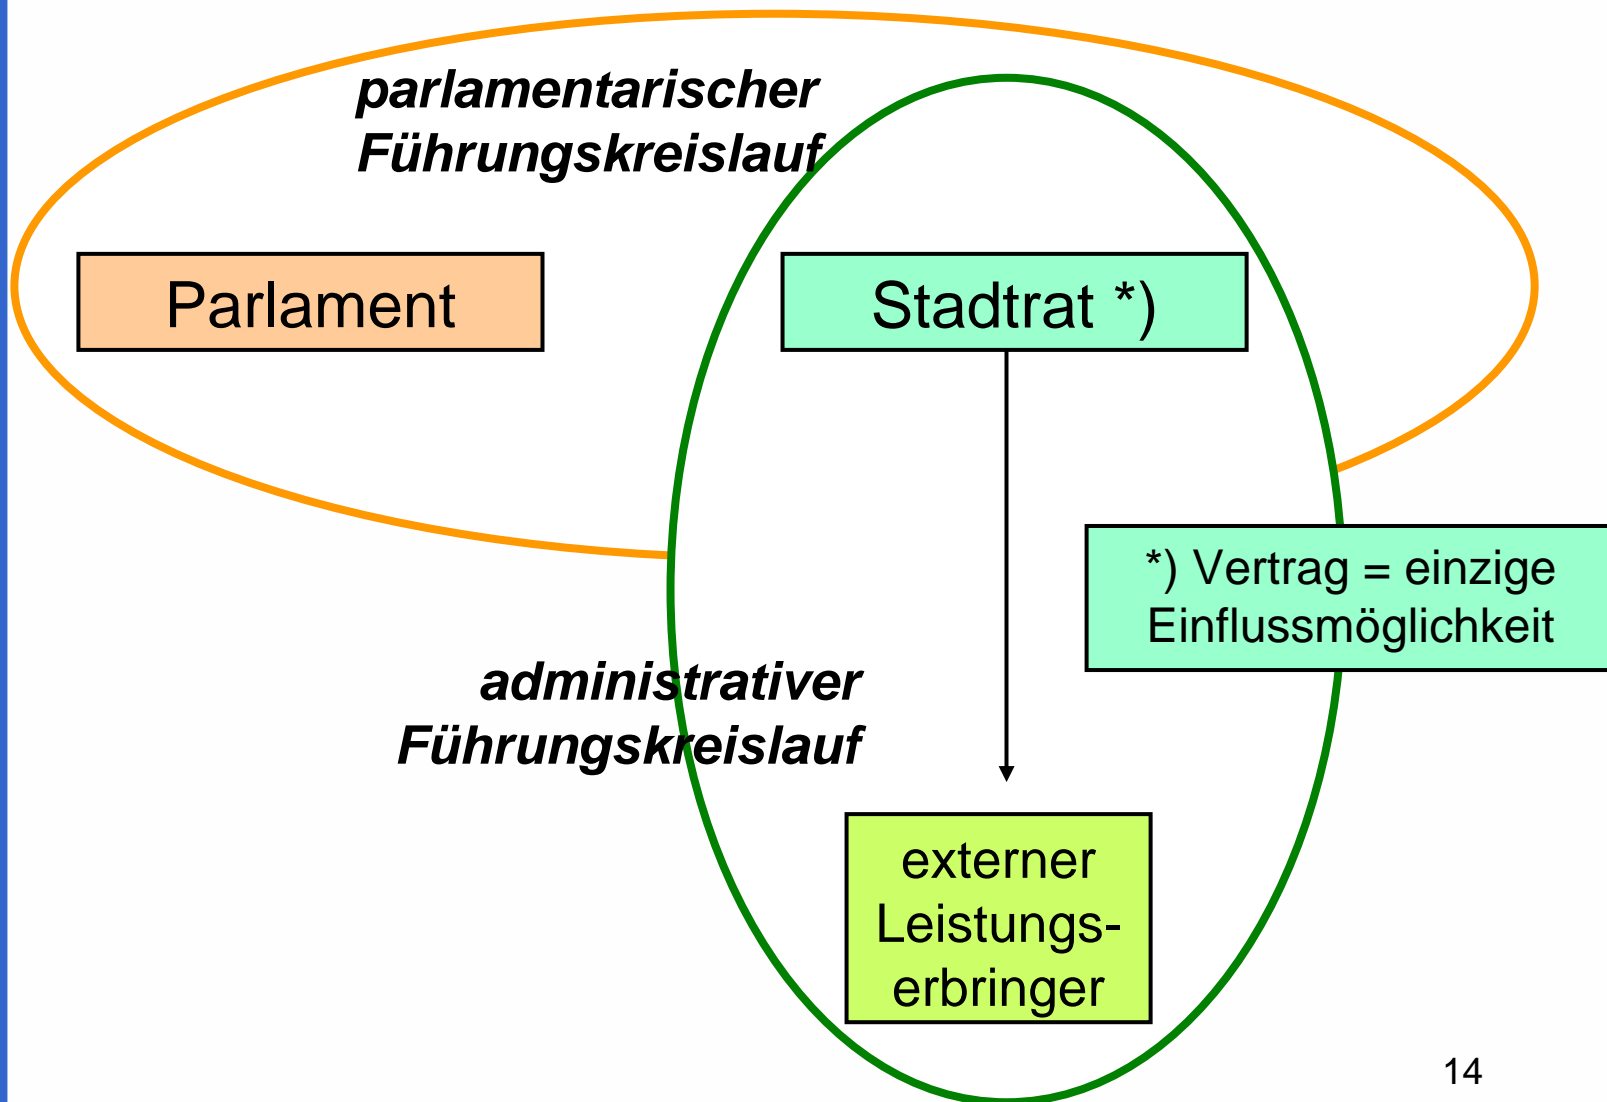 parlamentarischer
Führungskreislauf
Parlament
Stadtrat *)
*) Vertrag = einzige
Einflussmöglichkeit
administrativer
Führungskreislauf
externer
Leistungs-
erbringer
14